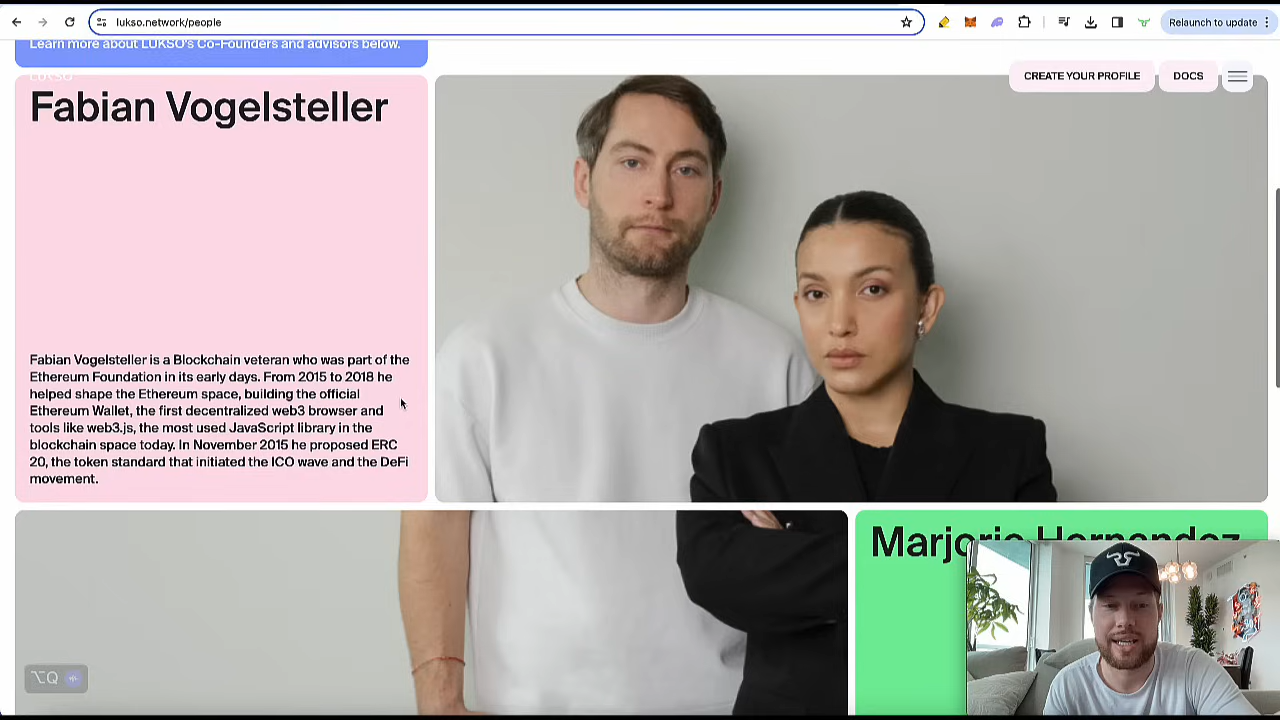 lukso.network/people
Relaunch to update
Learn more about LUKSO's Co-Founders and advisors below.
LUKSO
CREATE YOUR PROFILE
DOCS
Fabian Vogelsteller
Fabian Vogelsteller is a Blockchain veteran who was part of the
Ethereum Foundation in its early days. From 2015 to 2018 he
helped shape the Ethereum space, building the official
Ethereum Wallet, the first decentralized web3 browser and
tools like web3.js, the most used JavaScript library in the
blockchain space today. In November 2015 he proposed ERC
20, the token standard that initiated the ICO wave and the DeFi
movement.
Marjorie Hernandez
⌥Q